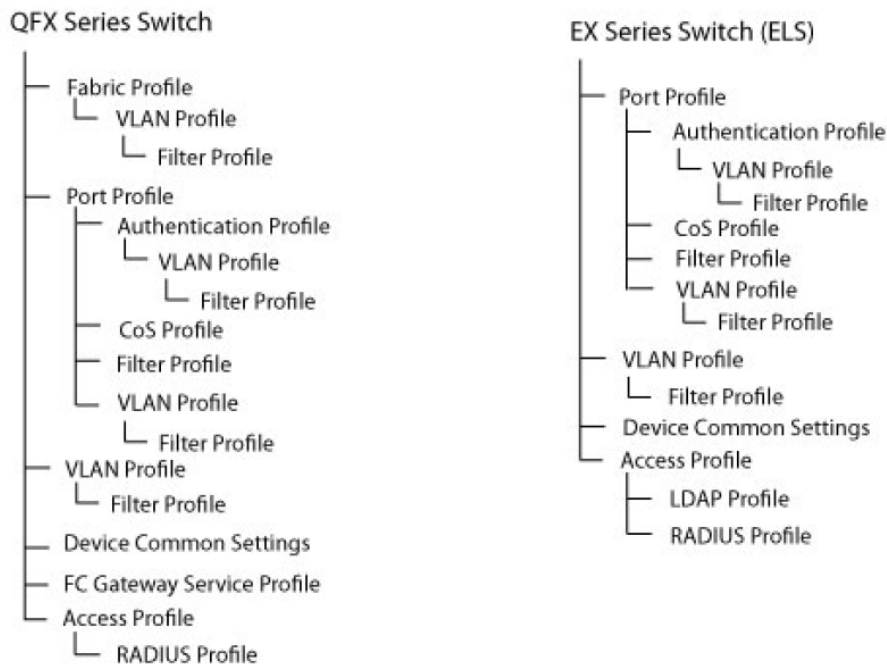 QFX Series Switch
Fabric Profile
VLAN Profile
Filter Profile
Port Profile
Authentication Profile
VLAN Profile
Filter Profile
CoS Profile
Filter Profile
VLAN Profile
Filter Profile
VLAN Profile
Filter Profile
Device Common Settings
FC Gateway Service Profile
Access Profile
RADIUS Profile
EX Series Switch (ELS)
Port Profile
Authentication Profile
VLAN Profile
Filter Profile
CoS Profile
Filter Profile
VLAN Profile
Filter Profile
VLAN Profile
Filter Profile
Device Common Settings
Access Profile
LDAP Profile
RADIUS Profile